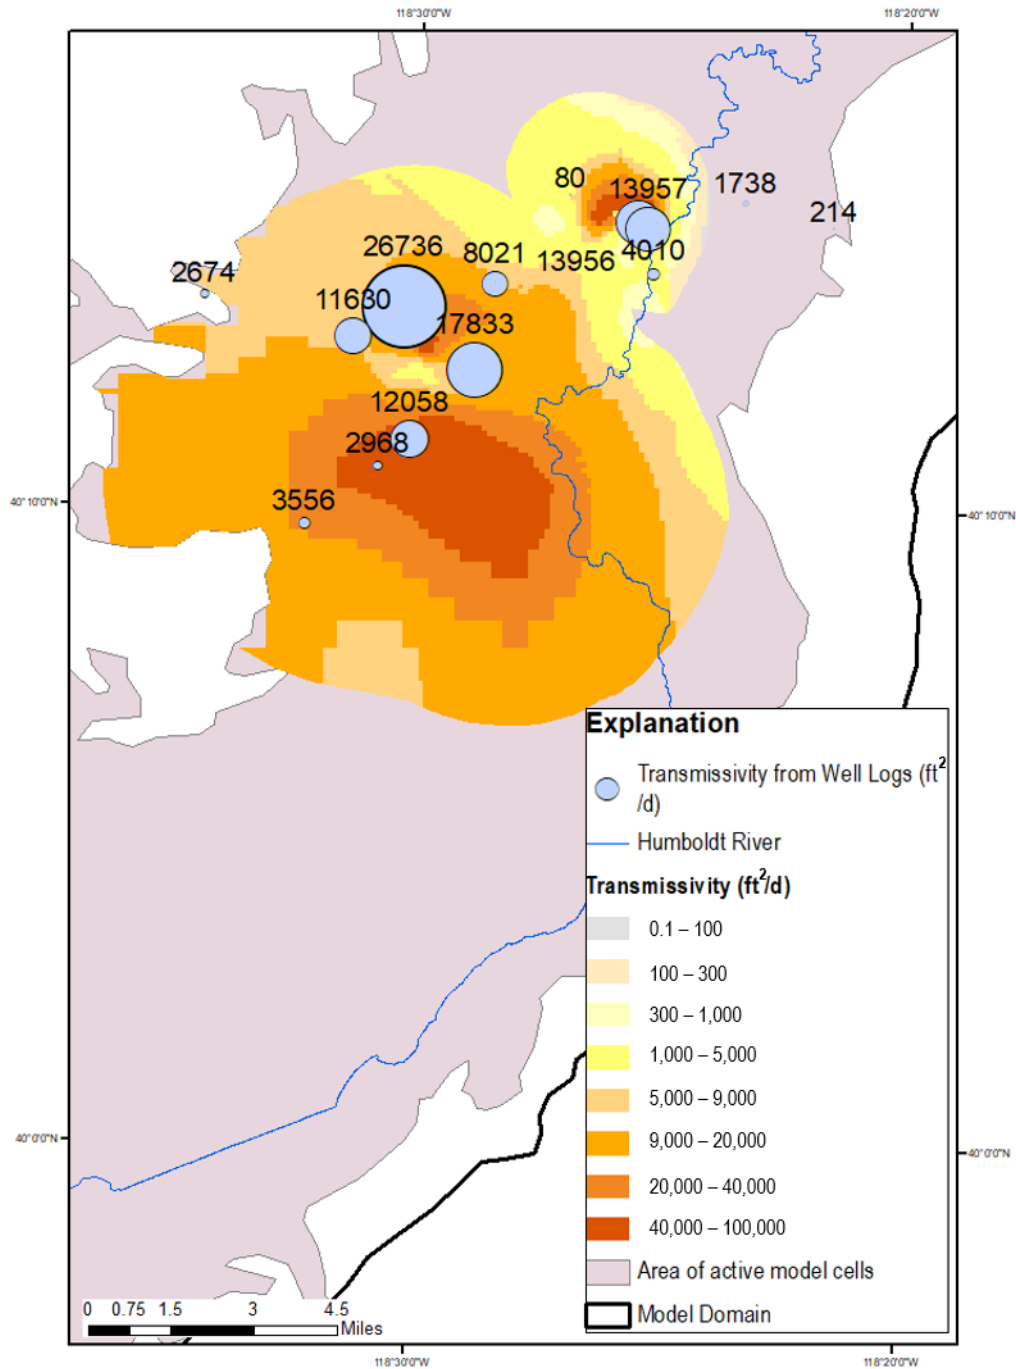 118°30'0"W
118°20'0"W
80
13957
1738
214
26736
8021
13956
4010
2674
11630
17833
12058
2968
3556
40°10'0"N
40°10'0"N
Explanation
Transmissivity from Well Logs (ft²
/d)
Humboldt River
Transmissivity (ft²/d)
0.1 – 100
100 – 300
300 – 1,000
1,000 – 5,000
5,000 – 9,000
9,000 – 20,000
20,000 – 40,000
40,000 – 100,000
Area of active model cells
Model Domain
40°0'0"N
40°0'0"N
0 0.75 1.5 3 4.5
Miles
118°30'0"W
118°20'0"W